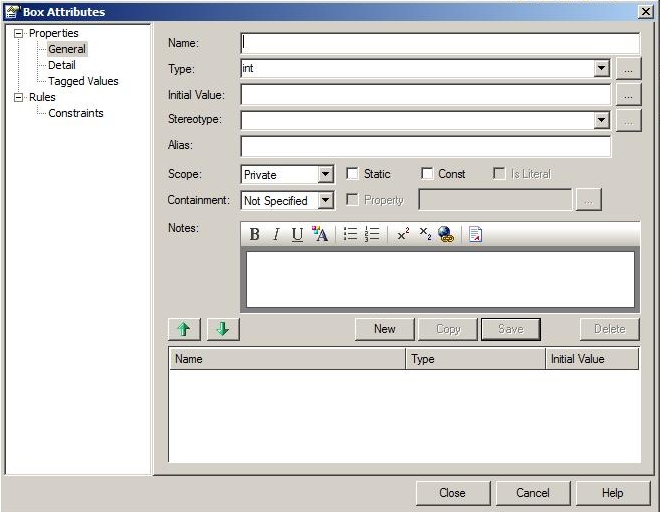 Box Attributes
Properties
General
Detail
Tagged Values
Rules
Constraints
Name:
Type: int ...
Initial Value: ...
Stereotype: ...
Alias:
Scope: Private Static Const Is Literal
Containment: Not Specified Property ...
Notes: B I U A x² x₂
New Copy Save Delete
Name Type Initial Value
Close Cancel Help